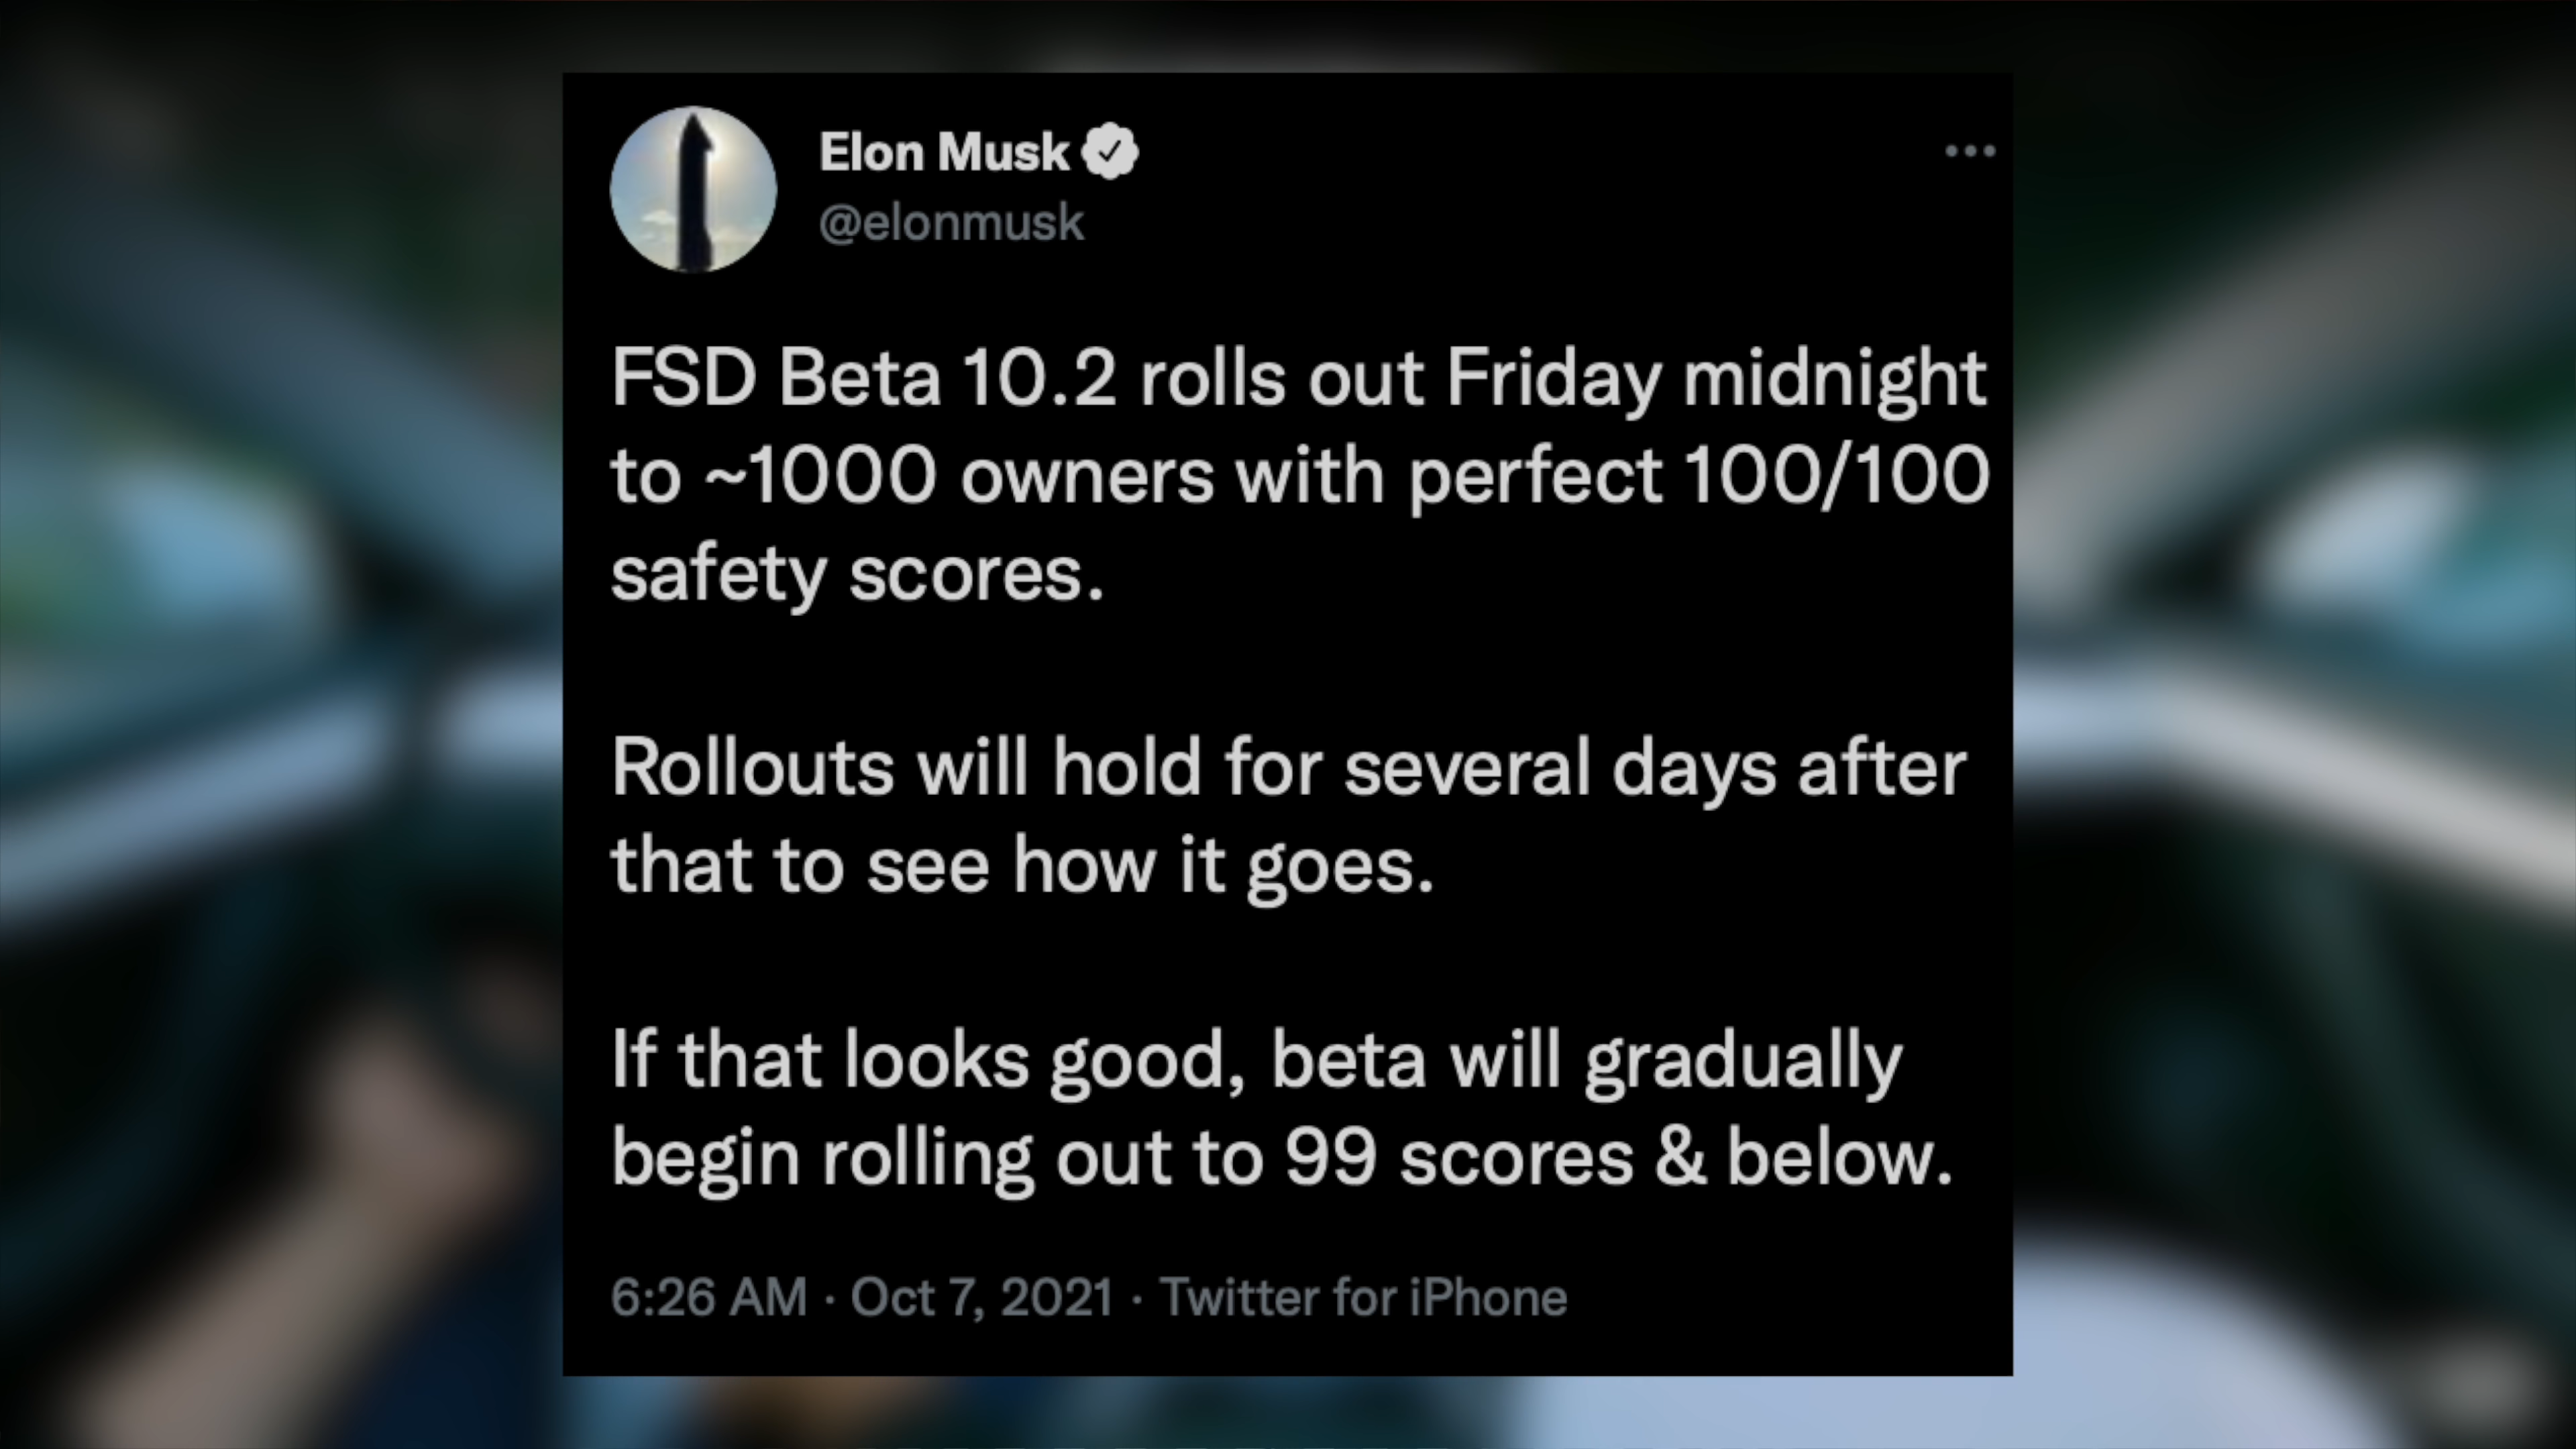 Elon Musk
@elonmusk
FSD Beta 10.2 rolls out Friday midnight
to ~1000 owners with perfect 100/100
safety scores.
Rollouts will hold for several days after
that to see how it goes.
If that looks good, beta will gradually
begin rolling out to 99 scores & below.
6:26 AM · Oct 7, 2021 · Twitter for iPhone